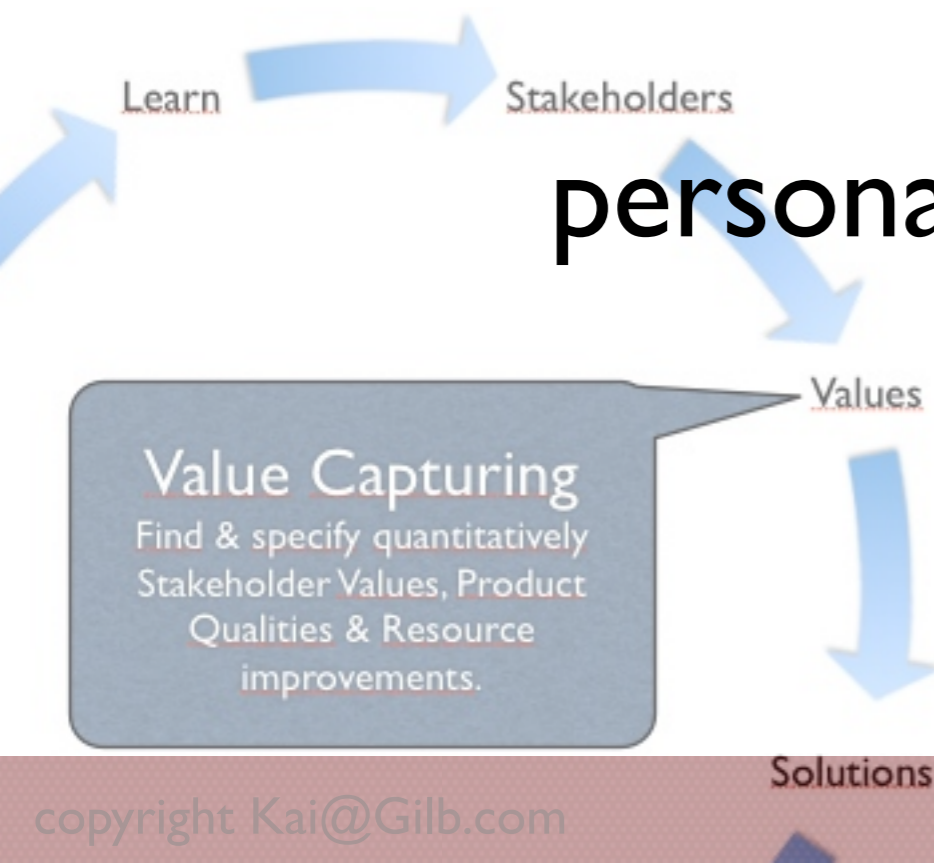 Learn
Stakeholders
persona
Values
Value Capturing
Find & specify quantitatively
Stakeholder Values, Product
Qualities & Resource
improvements.
Solutions
copyright Kai@Gilb.com